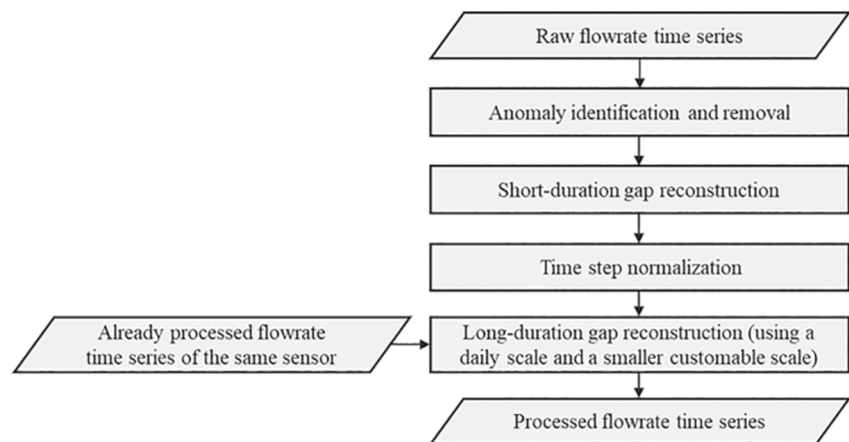 Raw flowrate time series
Anomaly identification and removal
Short-duration gap reconstruction
Time step normalization
Already processed flowrate
time series of the same sensor
Long-duration gap reconstruction (using a
daily scale and a smaller customable scale)
Processed flowrate time series